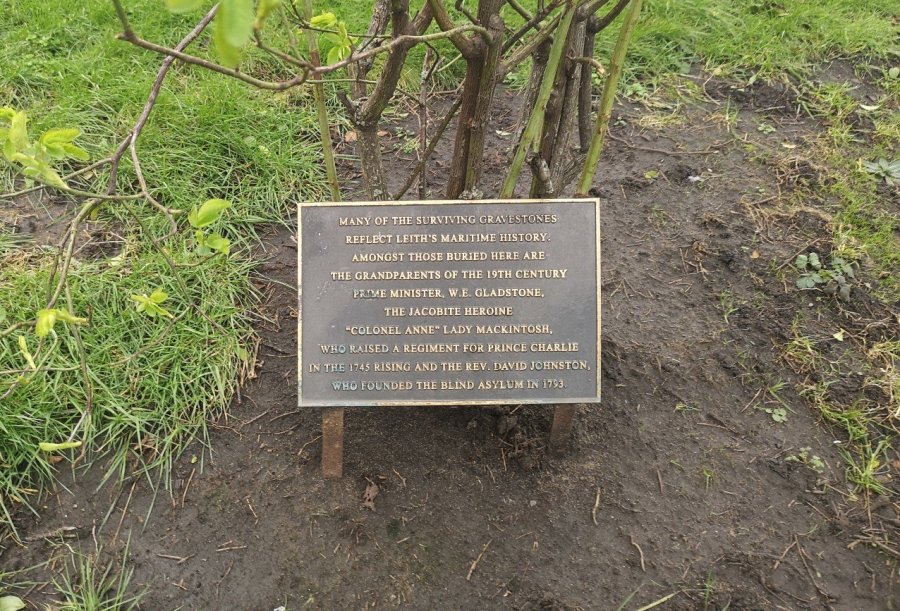 MANY OF THE SURVIVING GRAVESTONES
REFLECT LEITH'S MARITIME HISTORY.
AMONGST THOSE BURIED HERE ARE
THE GRANDPARENTS OF THE 19TH CENTURY
PRIME MINISTER, W.E. GLADSTONE,
THE JACOBITE HEROINE
"COLONEL ANNE" LADY MACKINTOSH,
WHO RAISED A REGIMENT FOR PRINCE CHARLIE
IN THE 1745 RISING AND THE REV. DAVID JOHNSTON,
WHO FOUNDED THE BLIND ASYLUM IN 1793.